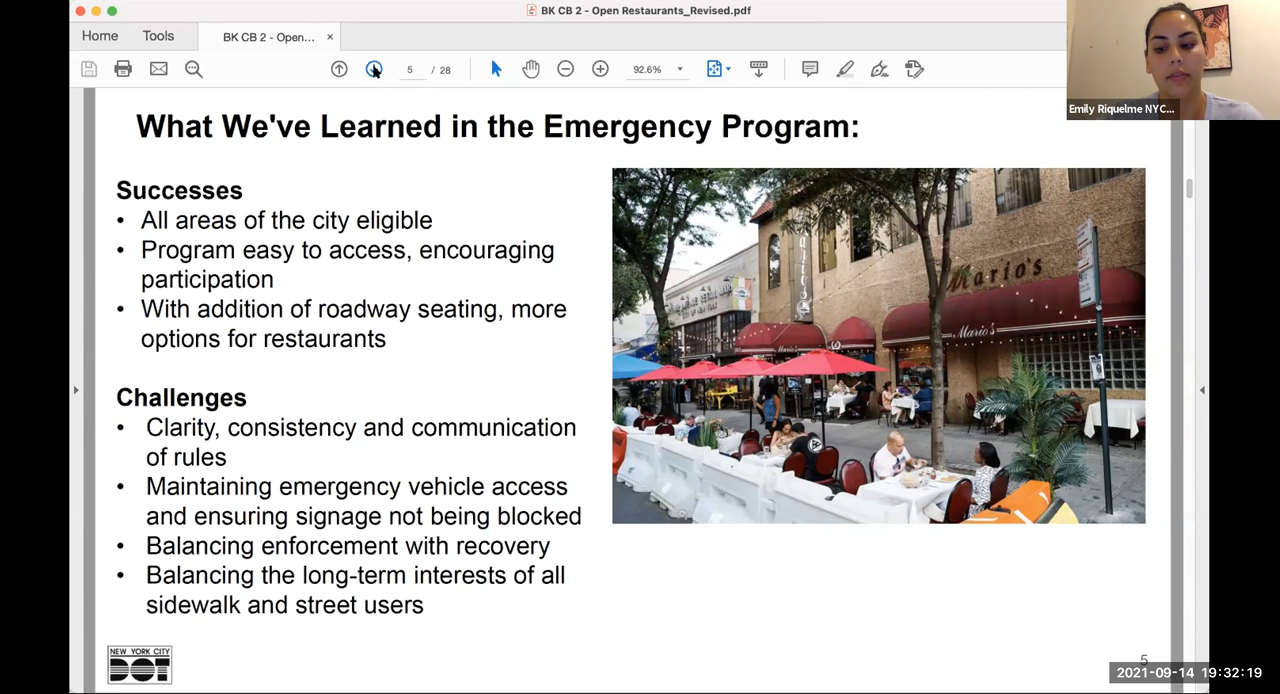 BK CB 2 - Open Restaurants_Revised.pdf
Home
Tools
BK CB 2 - Open...
×
5
/ 28
92.6%
Emily Riquelme NYC...
What We've Learned in the Emergency Program:
Successes
• All areas of the city eligible
• Program easy to access, encouraging
participation
• With addition of roadway seating, more
options for restaurants
Challenges
• Clarity, consistency and communication
of rules
• Maintaining emergency vehicle access
and ensuring signage not being blocked
• Balancing enforcement with recovery
• Balancing the long-term interests of all
sidewalk and street users
Mario's
Mario's
Mario's
Mario's
NEW YORK CITY
DOT
5
2021-09-14 19:32:19